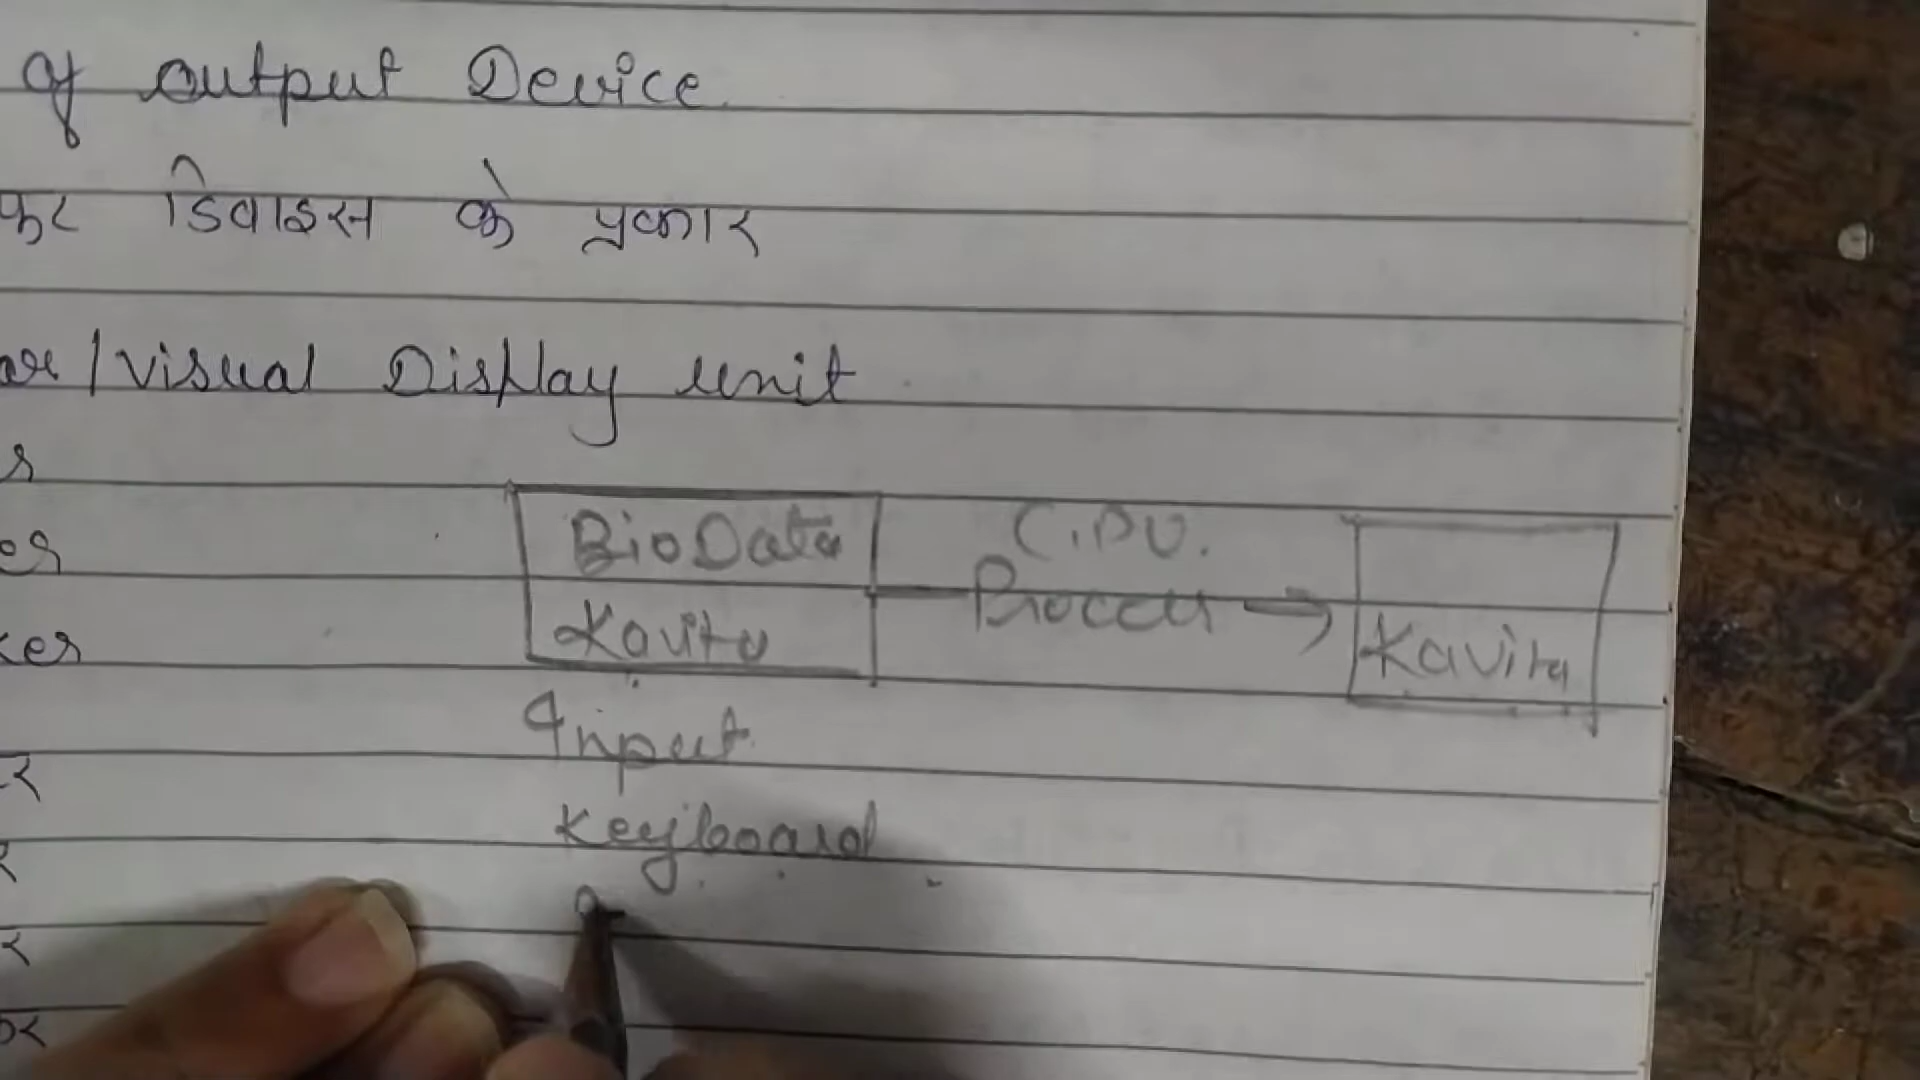 of output Device
डिवाइस के प्रकार
/Visual Display unit
BioData
Kavita
C.P.U.
Process
Kavita
Input
Keyboard